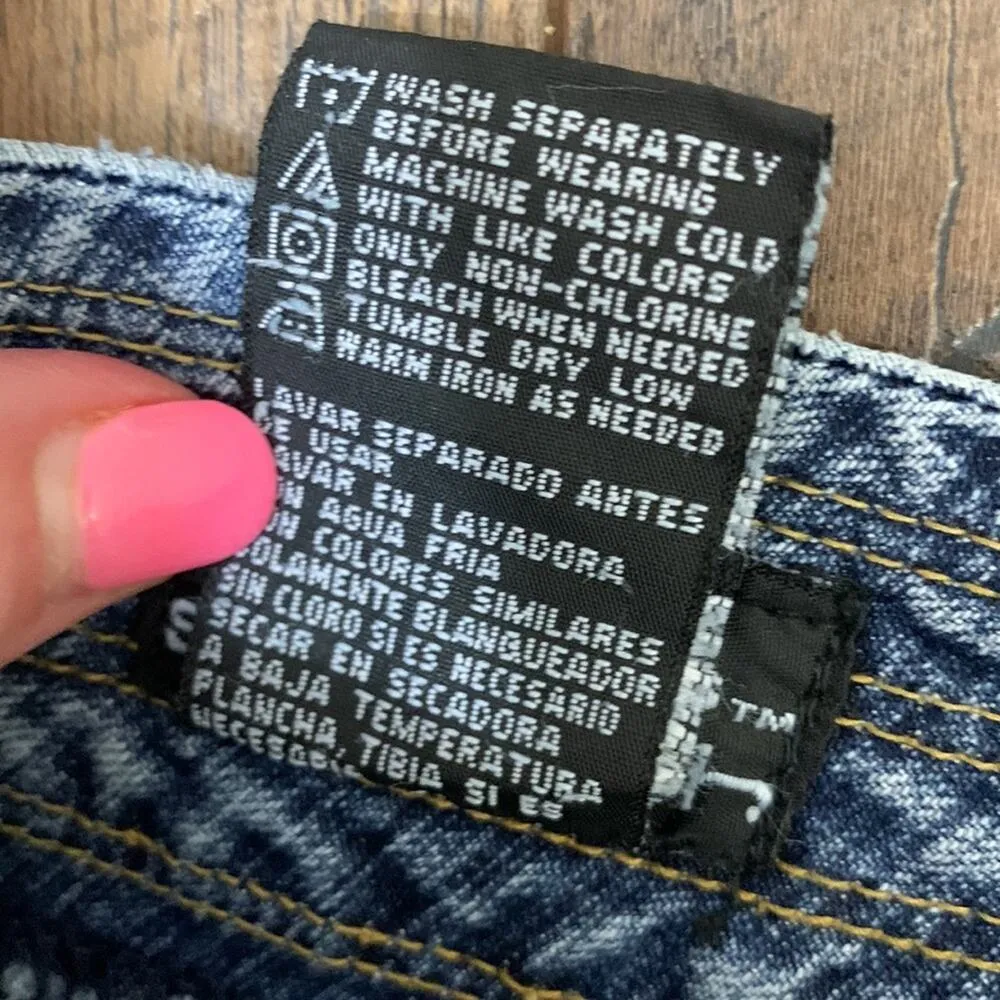 WASH SEPARATELY
BEFORE WEARING
MACHINE WASH COLD
WITH LIKE COLORS
ONLY NON-CHLORINE
BLEACH WHEN NEEDED
TUMBLE DRY LOW
WARM IRON AS NEEDED
LAVAR SEPARADO ANTES
USAR
LAVAR EN LAVADORA
AGUA FRIA
COLORES SIMILARES
SOLAMENTE BLANQUEADOR
SIN CLORO SI ES NECESARIO
SECAR EN SECADORA
A BAJA TEMPERATURA
PLANCHA, TIBIA SI ES
TM